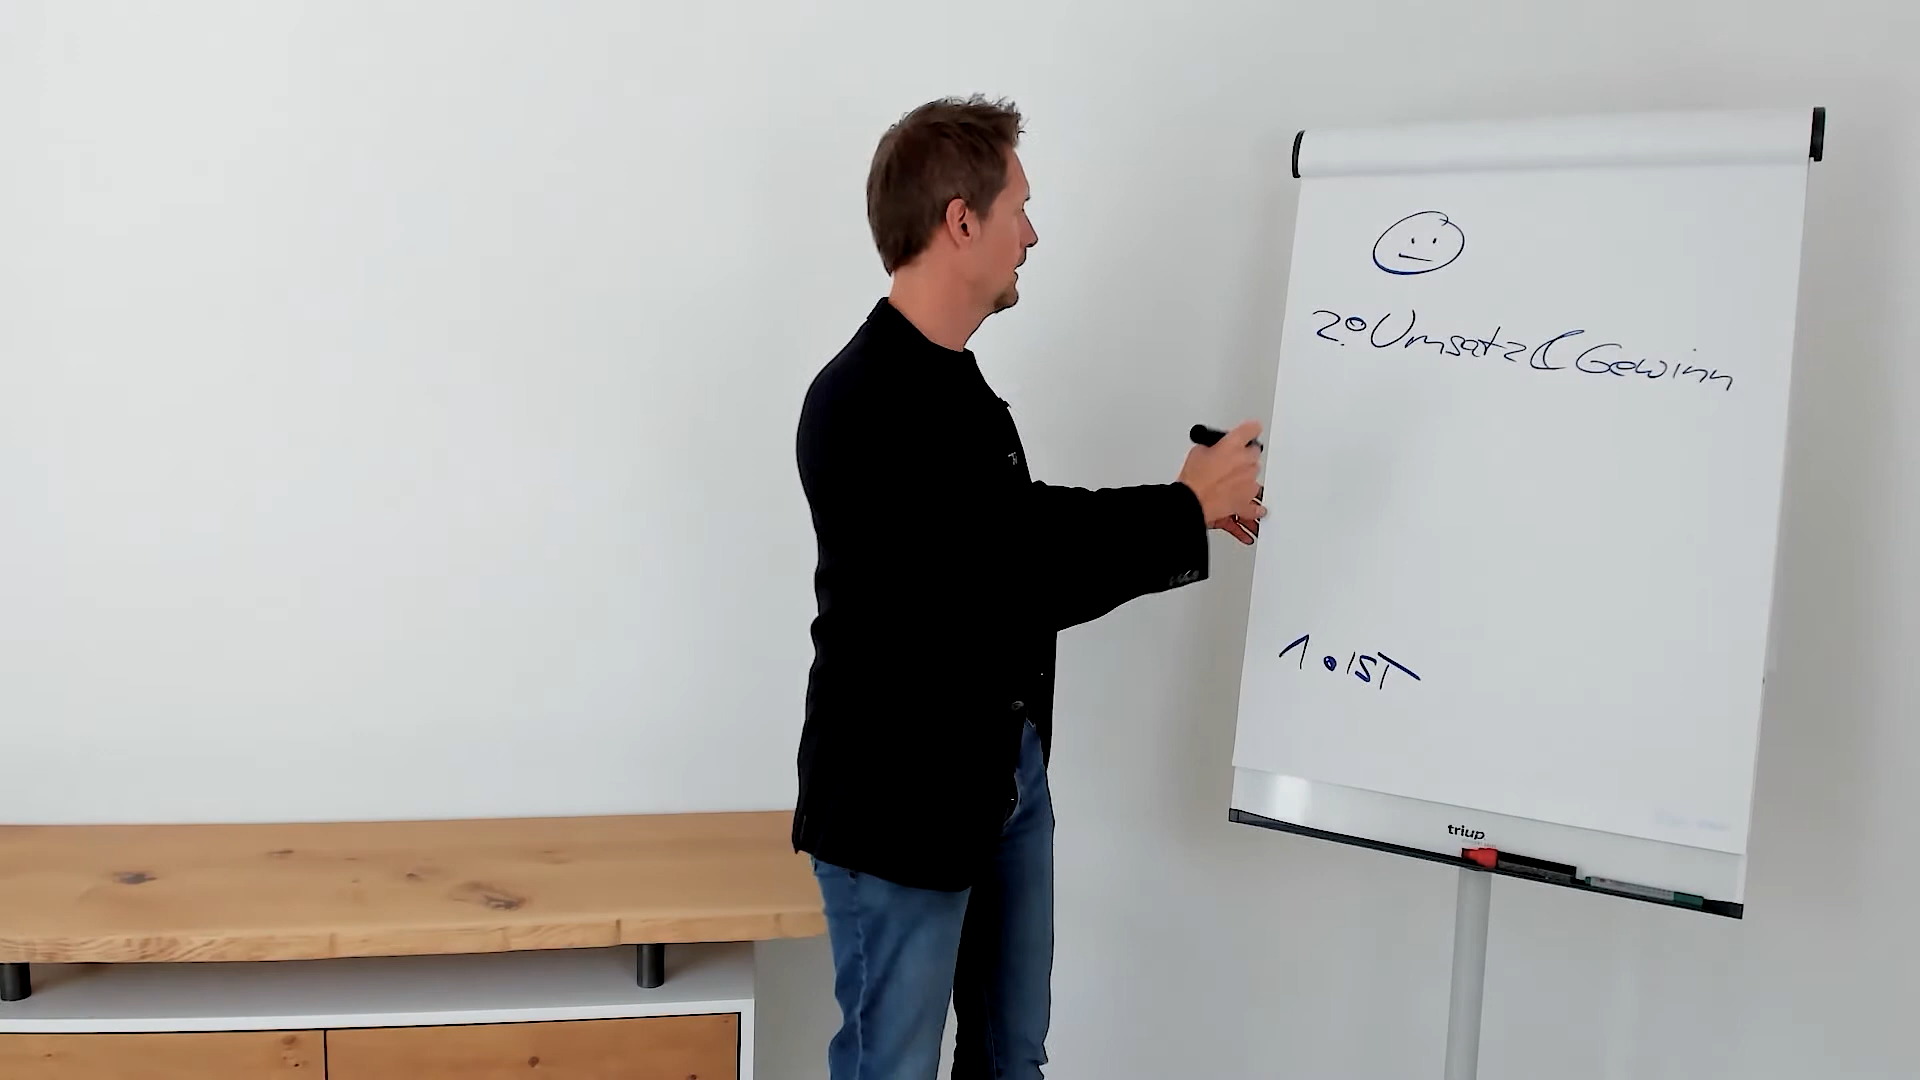 2. Umsatz & Gewinn
1. IST
triup